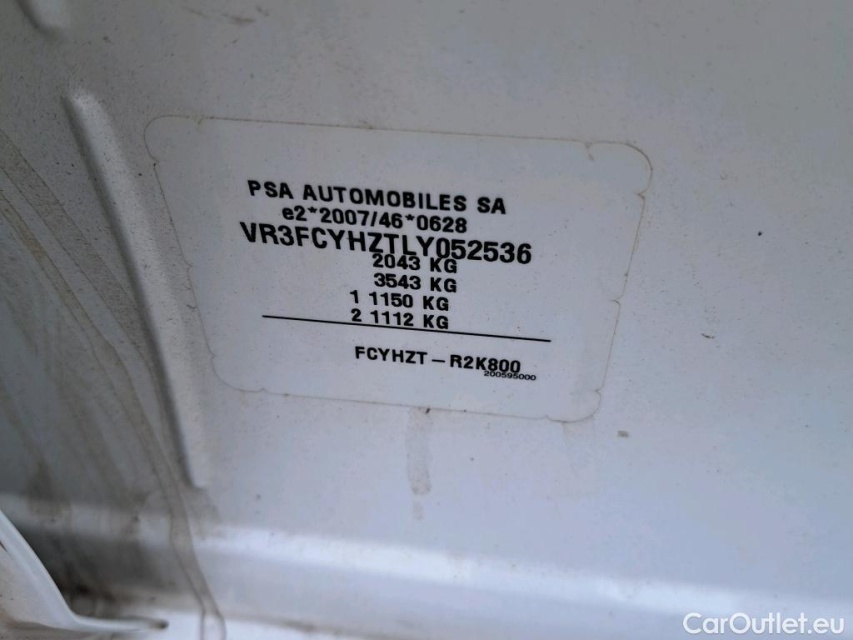 PSA AUTOMOBILES SA
e2*2007/46*0628
VR3FCYHZTLY052536
2043 KG
3543 KG
1 1150 KG
2 1112 KG
FCYHZT-R2K800
200595000
CarOutlet.eu